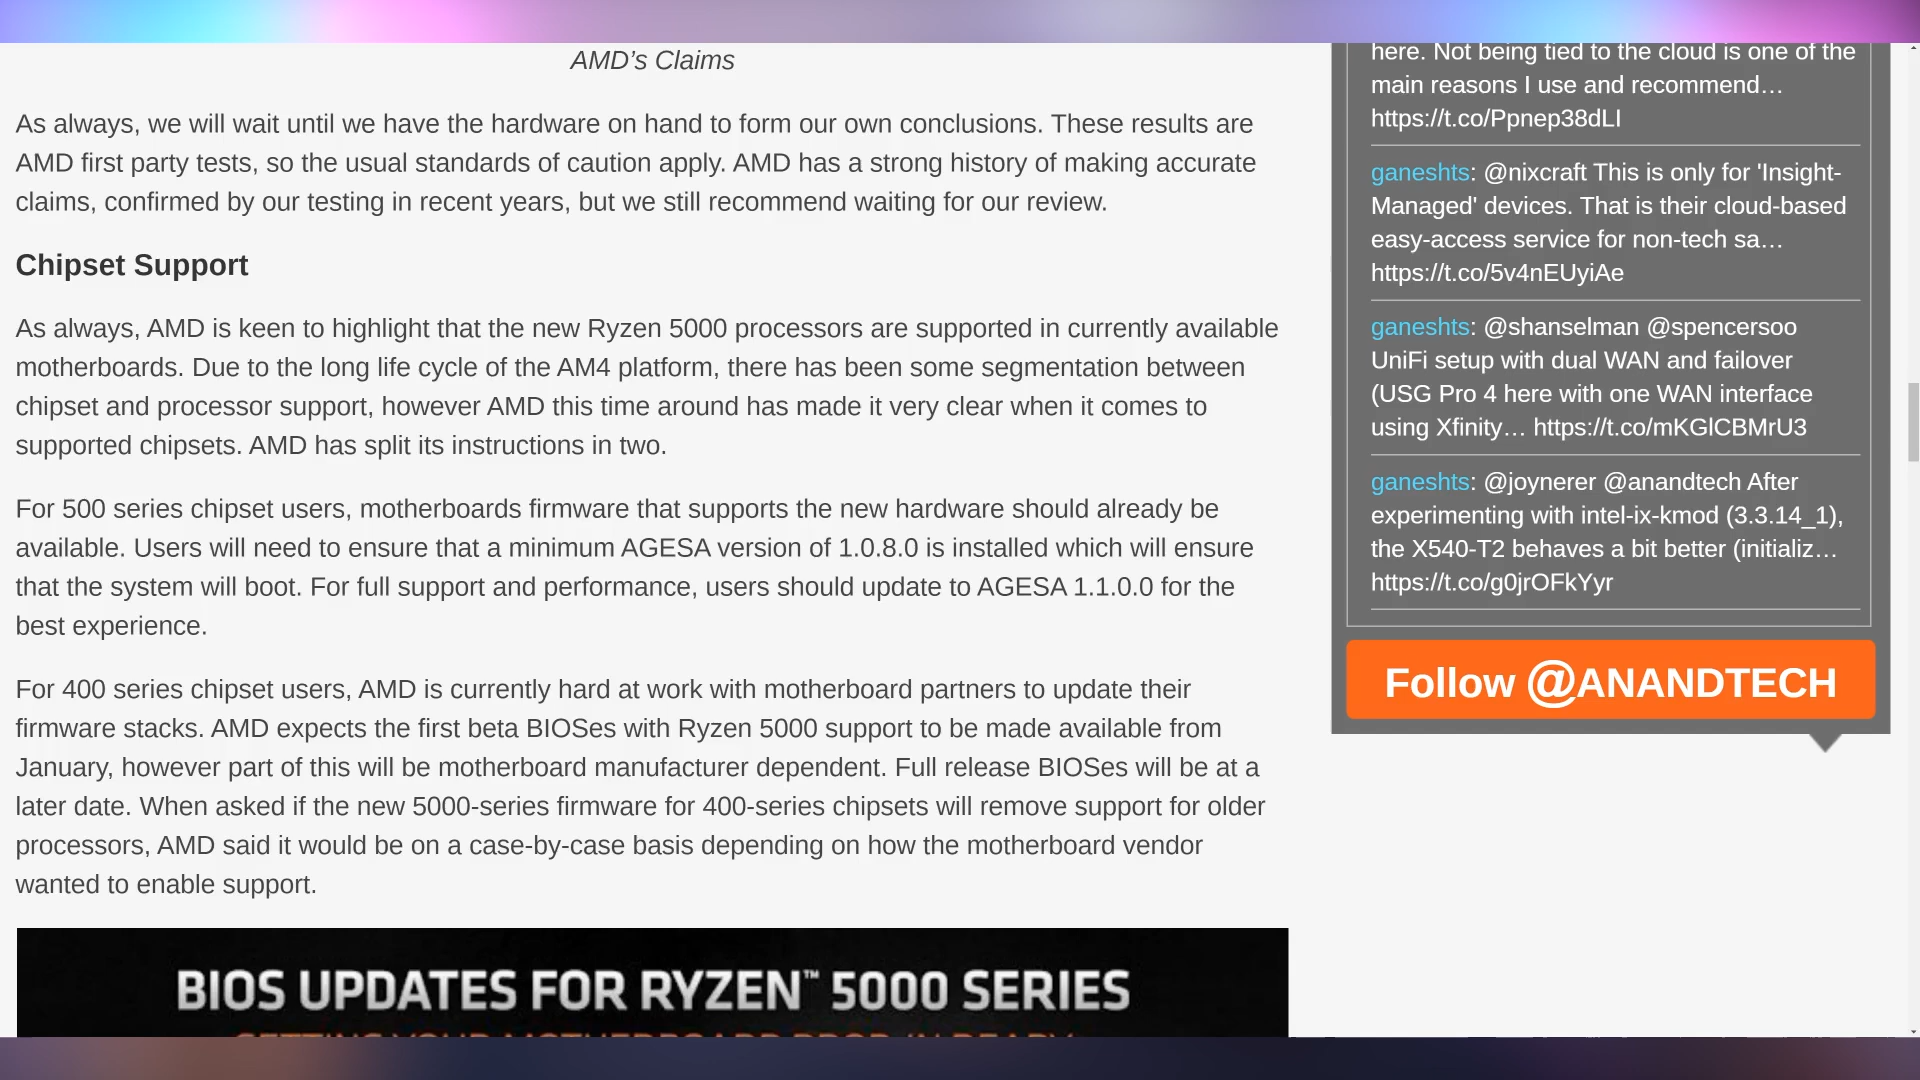 AMD’s Claims
As always, we will wait until we have the hardware on hand to form our own conclusions. These results are
AMD first party tests, so the usual standards of caution apply. AMD has a strong history of making accurate
claims, confirmed by our testing in recent years, but we still recommend waiting for our review.
Chipset Support
As always, AMD is keen to highlight that the new Ryzen 5000 processors are supported in currently available
motherboards. Due to the long life cycle of the AM4 platform, there has been some segmentation between
chipset and processor support, however AMD this time around has made it very clear when it comes to
supported chipsets. AMD has split its instructions in two.
For 500 series chipset users, motherboards firmware that supports the new hardware should already be
available. Users will need to ensure that a minimum AGESA version of 1.0.8.0 is installed which will ensure
that the system will boot. For full support and performance, users should update to AGESA 1.1.0.0 for the
best experience.
For 400 series chipset users, AMD is currently hard at work with motherboard partners to update their
firmware stacks. AMD expects the first beta BIOSes with Ryzen 5000 support to be made available from
January, however part of this will be motherboard manufacturer dependent. Full release BIOSes will be at a
later date. When asked if the new 5000-series firmware for 400-series chipsets will remove support for older
processors, AMD said it would be on a case-by-case basis depending on how the motherboard vendor
wanted to enable support.
BIOS UPDATES FOR RYZEN™ 5000 SERIES
GETTING YOUR MOTHERBOARD DROP-IN READY
here. Not being tied to the cloud is one of the
main reasons I use and recommend…
https://t.co/Ppnep38dLI
ganeshts: @nixcraft This is only for 'Insight-
Managed' devices. That is their cloud-based
easy-access service for non-tech sa…
https://t.co/5v4nEUyiAe
ganeshts: @shanselman @spencersoo
UniFi setup with dual WAN and failover
(USG Pro 4 here with one WAN interface
using Xfinity… https://t.co/mKGlCBMrU3
ganeshts: @joynerer @anandtech After
experimenting with intel-ix-kmod (3.3.14_1),
the X540-T2 behaves a bit better (initializ…
https://t.co/g0jrOFkYyr
Follow @ANANDTECH